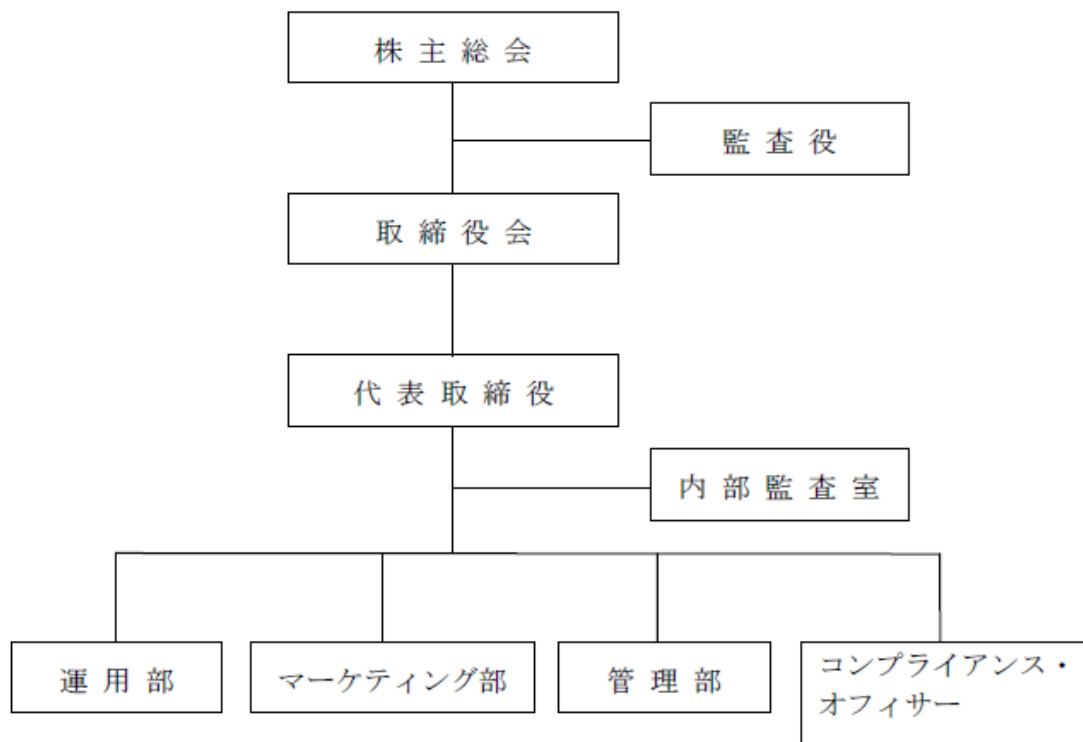 株主総会
監査役
取締役会
代表取締役
内部監査室
運用部
マーケティング部
管理部
コンプライアンス・
オフィサー